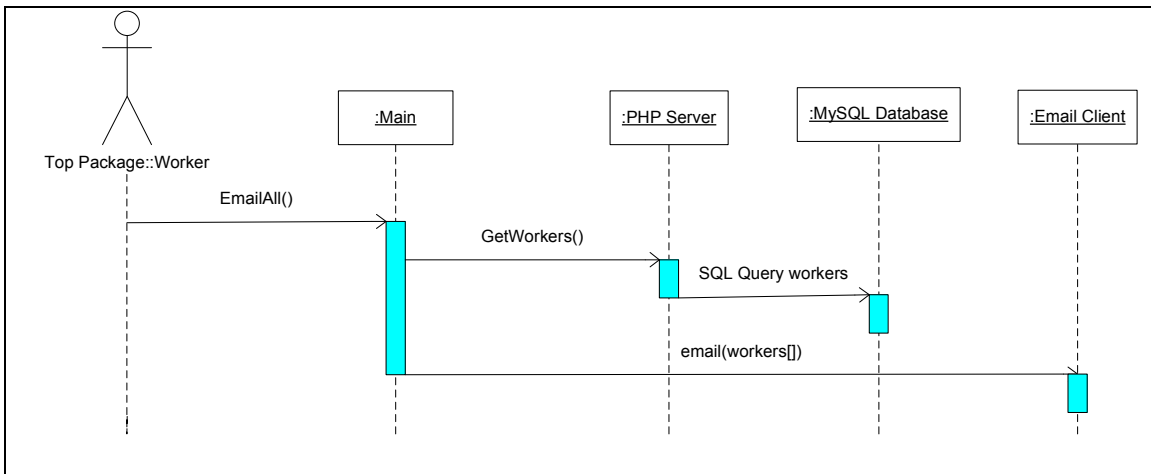 :Main
:PHP Server
:MySQL Database
:Email Client
Top Package::Worker
EmailAll()
GetWorkers()
SQL Query workers
email(workers[])